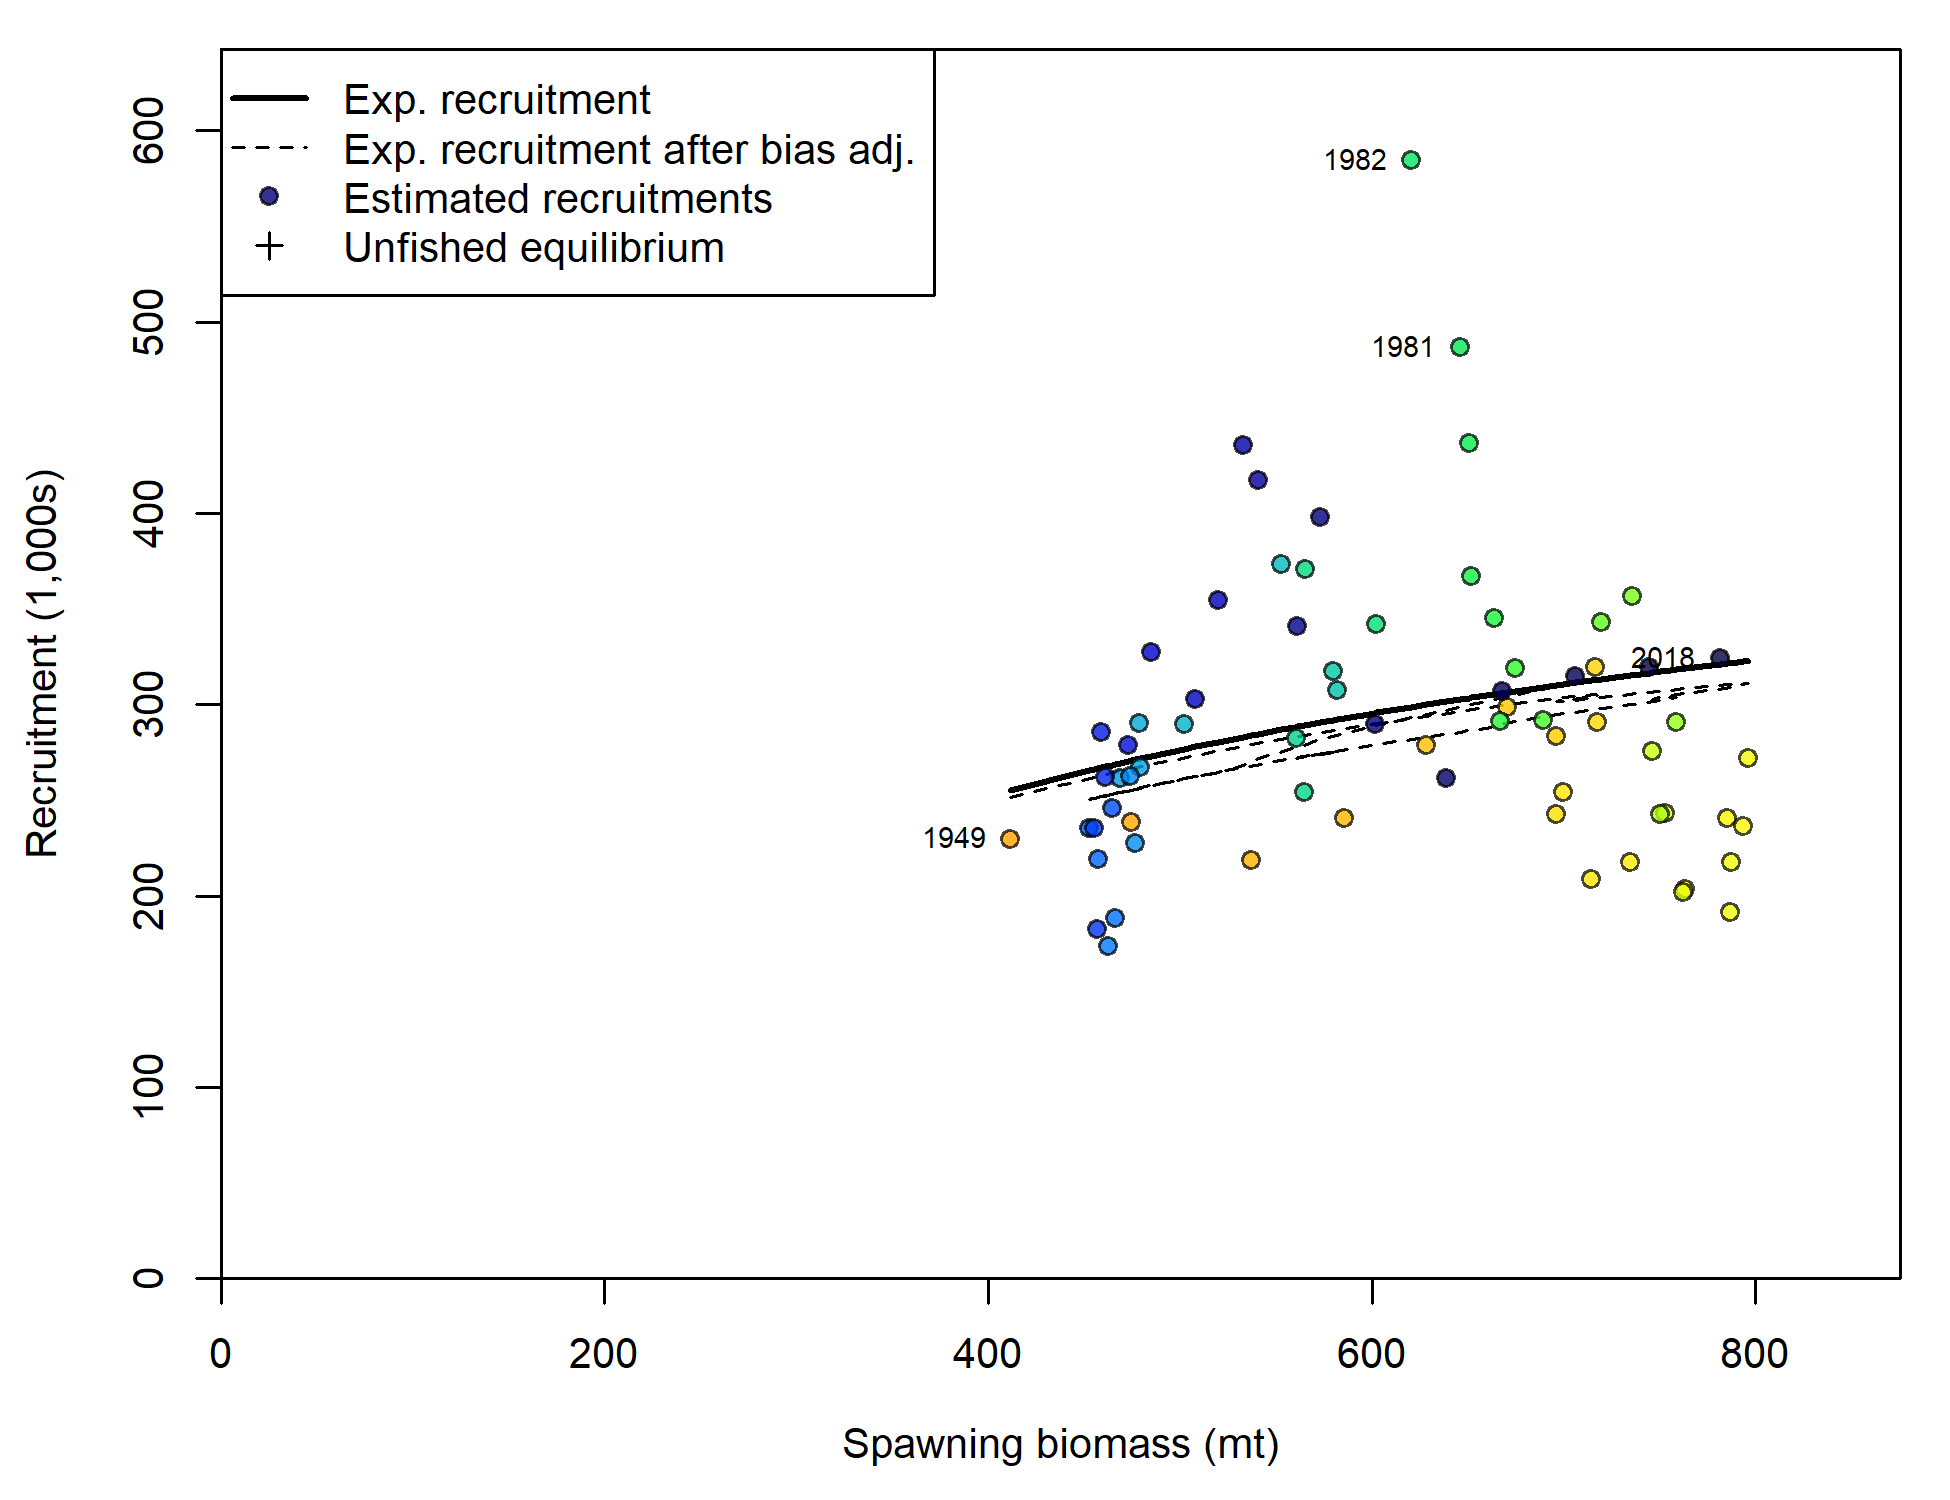 Exp. recruitment
Exp. recruitment after bias adj.
Estimated recruitments
Unfished equilibrium
600
500
400
300
200
100
0
Recruitment (1,000s)
1982
1981
2018
1949
0
200
400
600
800
Spawning biomass (mt)